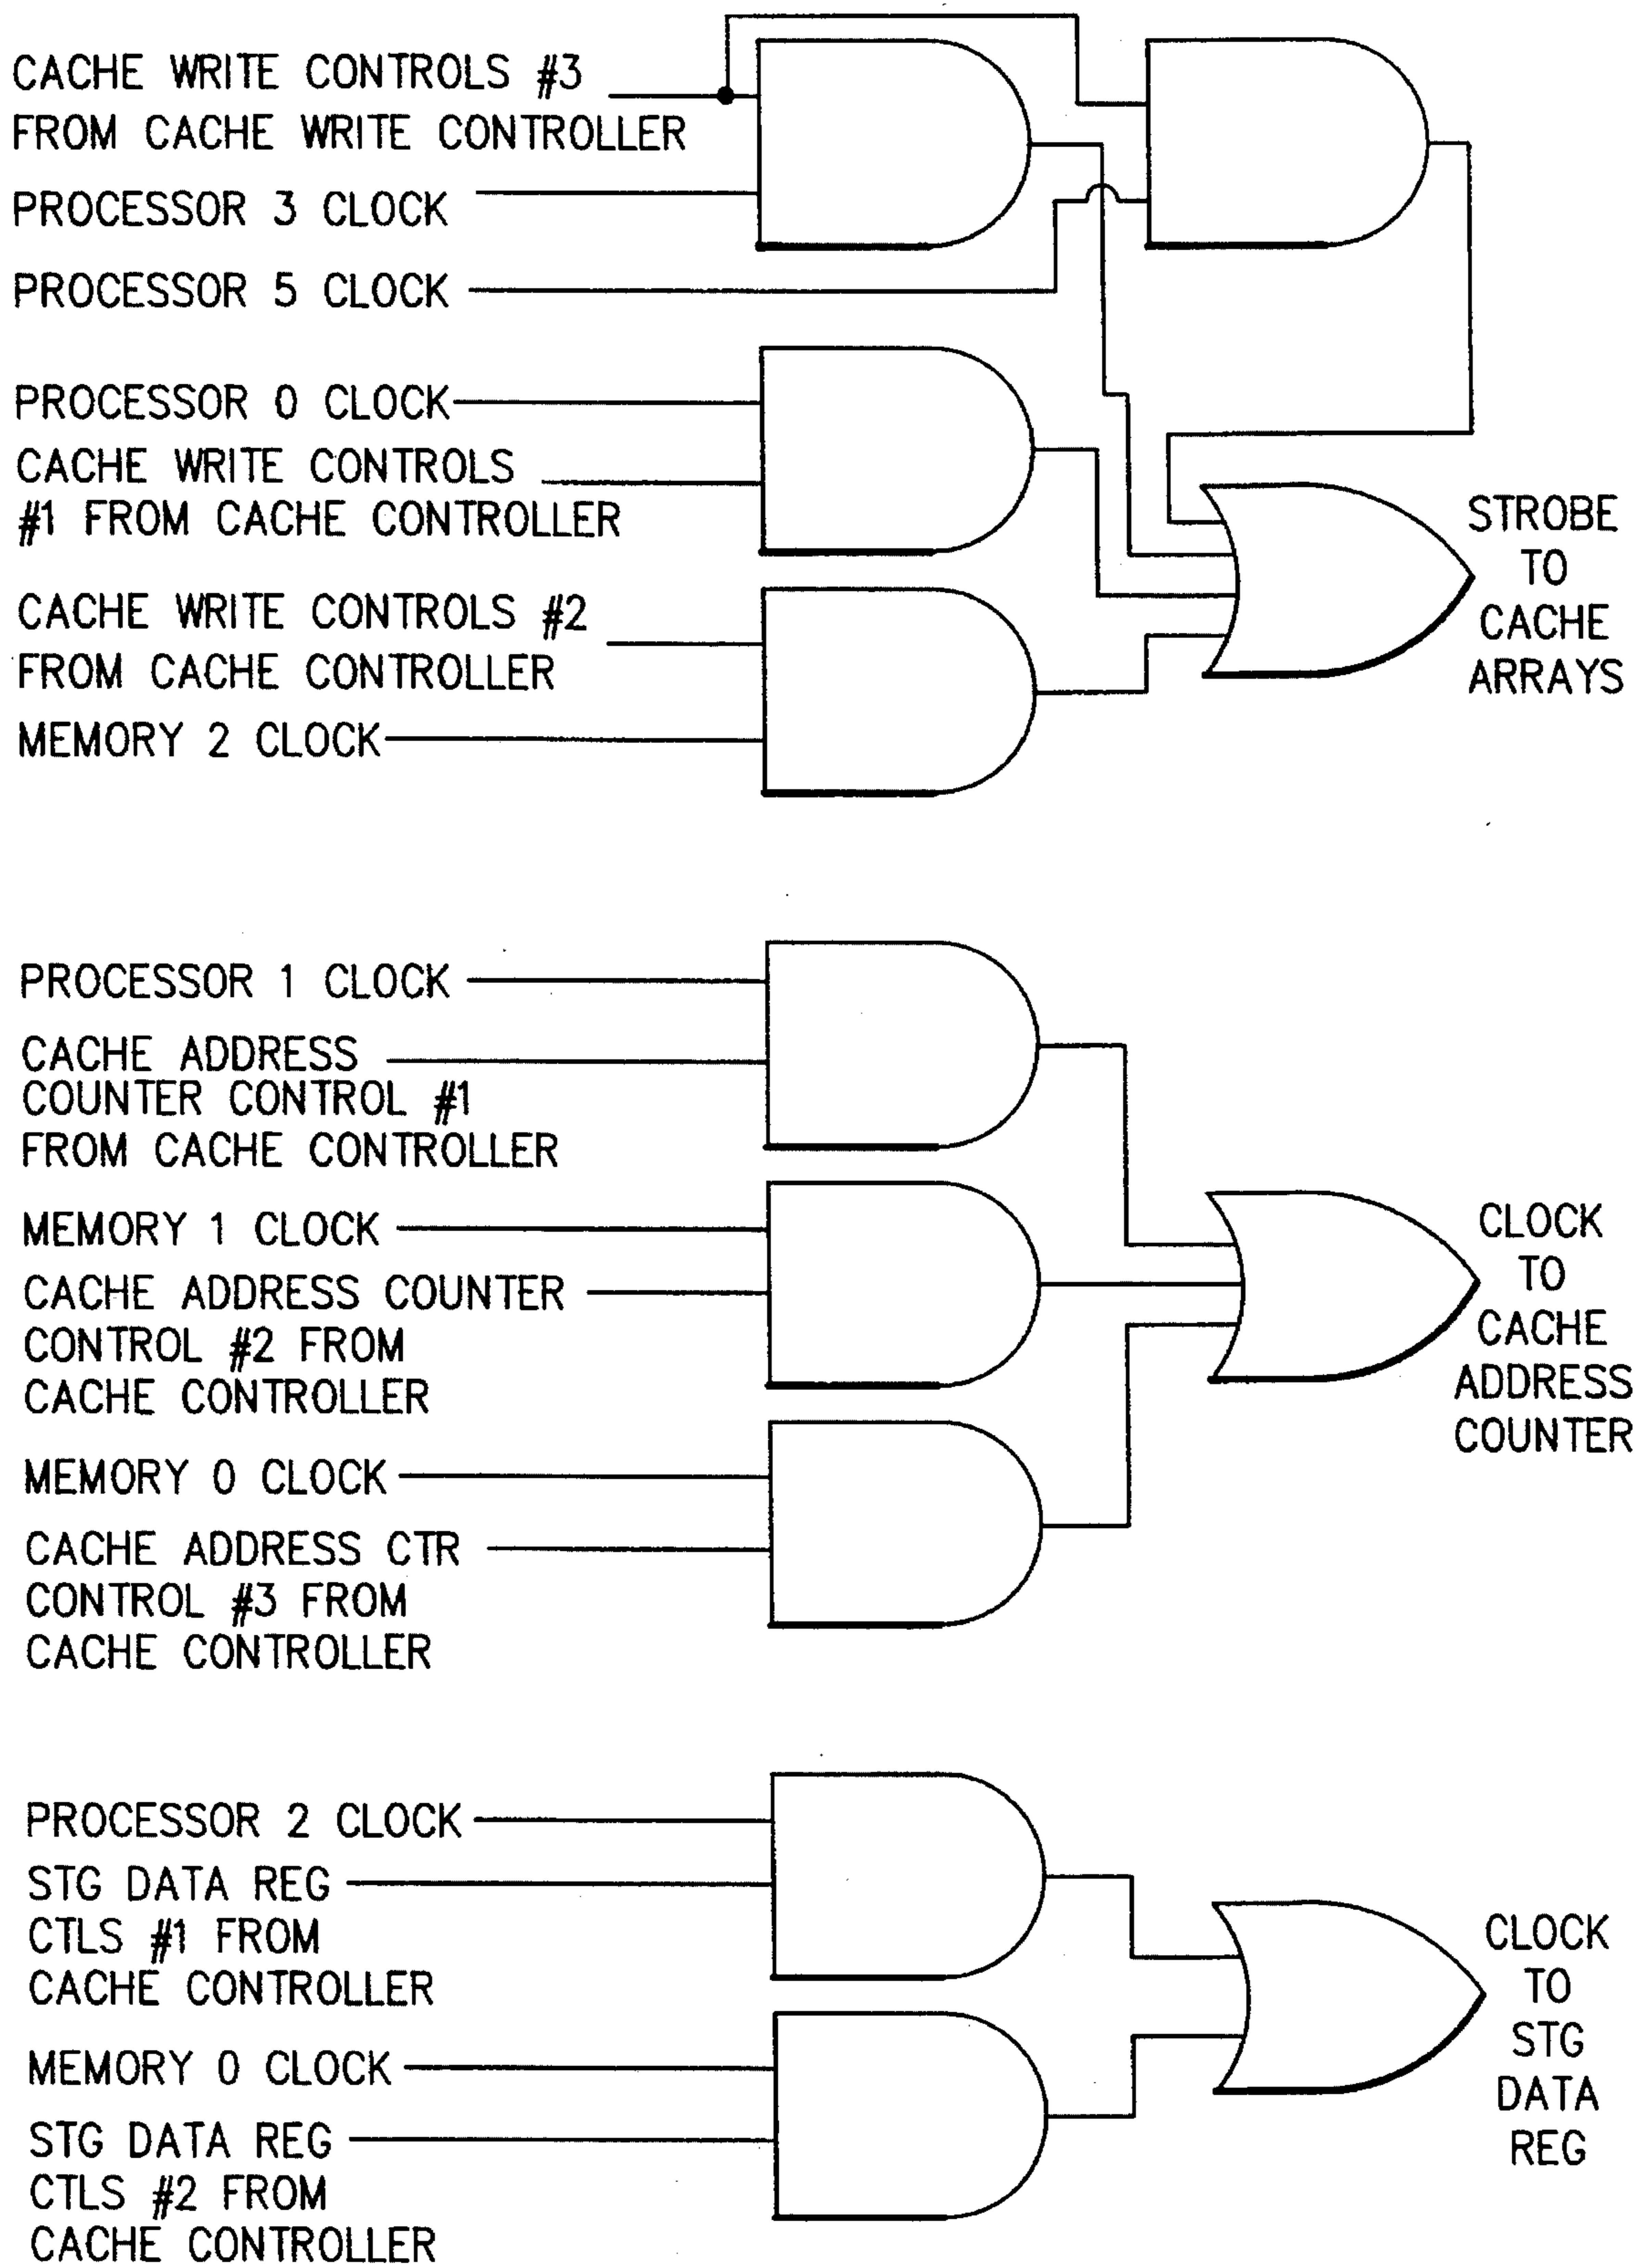 CACHE WRITE CONTROLS #3
FROM CACHE WRITE CONTROLLER
PROCESSOR 3 CLOCK
PROCESSOR 5 CLOCK
PROCESSOR 0 CLOCK
CACHE WRITE CONTROLS
#1 FROM CACHE CONTROLLER
CACHE WRITE CONTROLS #2
FROM CACHE CONTROLLER
MEMORY 2 CLOCK
STROBE
TO
CACHE
ARRAYS
PROCESSOR 1 CLOCK
CACHE ADDRESS
COUNTER CONTROL #1
FROM CACHE CONTROLLER
MEMORY 1 CLOCK
CACHE ADDRESS COUNTER
CONTROL #2 FROM
CACHE CONTROLLER
MEMORY 0 CLOCK
CACHE ADDRESS CTR
CONTROL #3 FROM
CACHE CONTROLLER
CLOCK
TO
CACHE
ADDRESS
COUNTER
PROCESSOR 2 CLOCK
STG DATA REG
CTLS #1 FROM
CACHE CONTROLLER
MEMORY 0 CLOCK
STG DATA REG
CTLS #2 FROM
CACHE CONTROLLER
CLOCK
TO
STG
DATA
REG